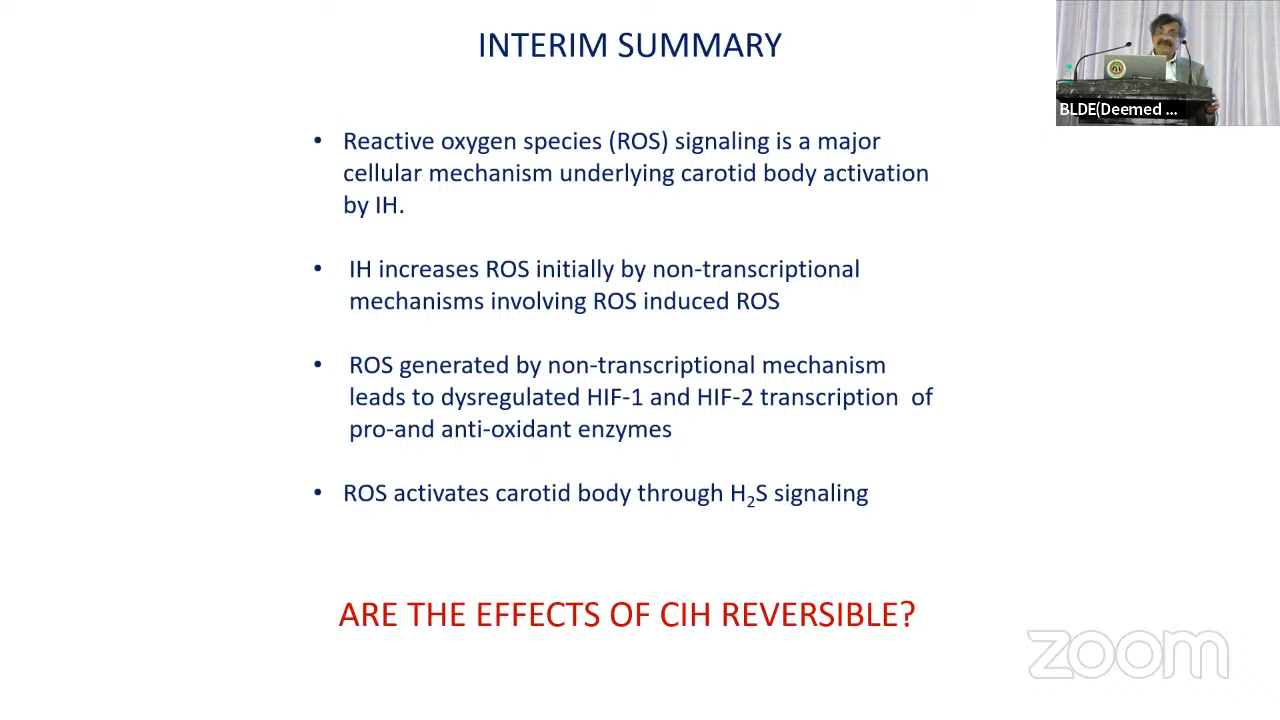 INTERIM SUMMARY
BLDE(Deemed ...
• Reactive oxygen species (ROS) signaling is a major
cellular mechanism underlying carotid body activation
by IH.
• IH increases ROS initially by non-transcriptional
mechanisms involving ROS induced ROS
• ROS generated by non-transcriptional mechanism
leads to dysregulated HIF-1 and HIF-2 transcription of
pro-and anti-oxidant enzymes
• ROS activates carotid body through H₂S signaling
ARE THE EFFECTS OF CIH REVERSIBLE?
zoom